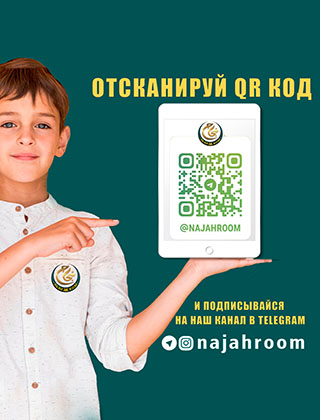 ОТСКАНИРУЙ QR КОД
@NAJAHROOM
И ПОДПИСЫВАЙСЯ
НА НАШ КАНАЛ В TELEGRAM
najahroom